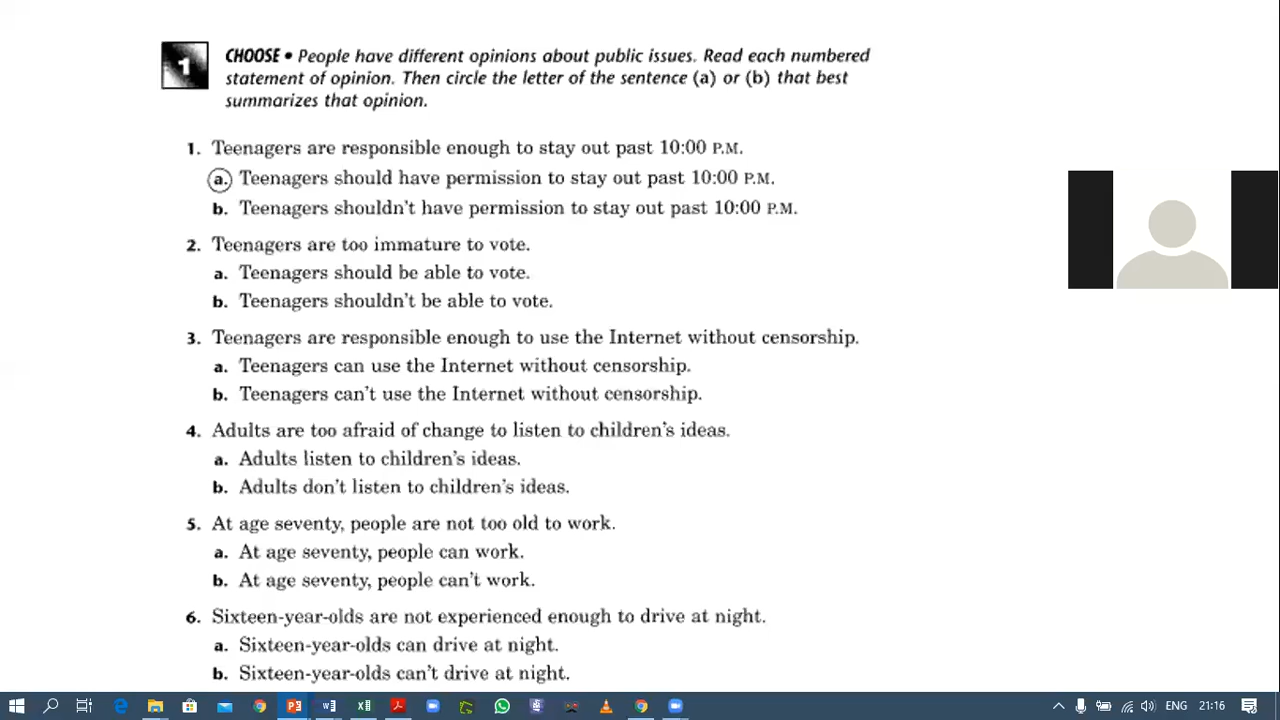 1
CHOOSE • People have different opinions about public issues. Read each numbered
statement of opinion. Then circle the letter of the sentence (a) or (b) that best
summarizes that opinion.
1. Teenagers are responsible enough to stay out past 10:00 P.M.
a. Teenagers should have permission to stay out past 10:00 P.M.
b. Teenagers shouldn't have permission to stay out past 10:00 P.M.
2. Teenagers are too immature to vote.
a. Teenagers should be able to vote.
b. Teenagers shouldn't be able to vote.
3. Teenagers are responsible enough to use the Internet without censorship.
a. Teenagers can use the Internet without censorship.
b. Teenagers can't use the Internet without censorship.
4. Adults are too afraid of change to listen to children's ideas.
a. Adults listen to children's ideas.
b. Adults don't listen to children's ideas.
5. At age seventy, people are not too old to work.
a. At age seventy, people can work.
b. At age seventy, people can't work.
6. Sixteen-year-olds are not experienced enough to drive at night.
a. Sixteen-year-olds can drive at night.
b. Sixteen-year-olds can't drive at night.
ENG 21:16